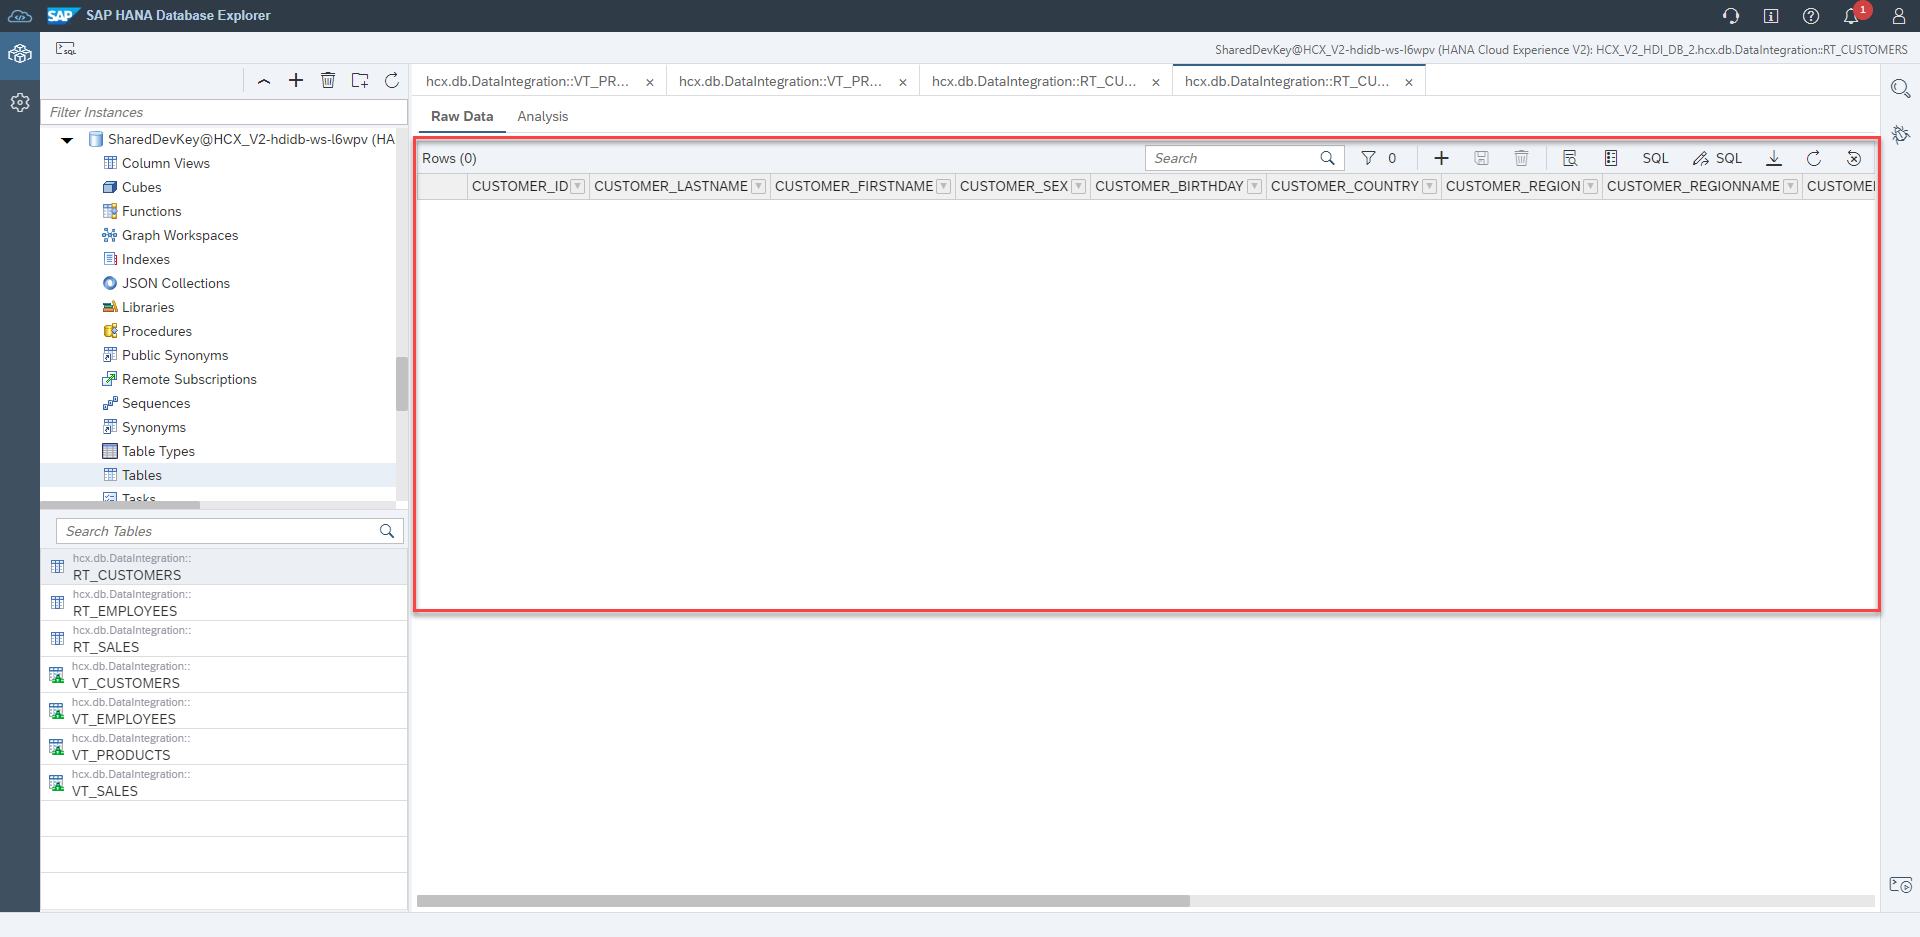 SAP SAP HANA Database Explorer
1
SQL
SharedDevKey@HCX_V2-hdidb-ws-l6wpv (HANA Cloud Experience V2): HCX_V2_HDI_DB_2.hcx.db.DataIntegration::RT_CUSTOMERS
Filter Instances
SharedDevKey@HCX_V2-hdidb-ws-l6wpv (HA
Column Views
Cubes
Functions
Graph Workspaces
Indexes
JSON Collections
Libraries
Procedures
Public Synonyms
Remote Subscriptions
Sequences
Synonyms
Table Types
Tables
Tasks
Search Tables
hcx.db.DataIntegration::
RT_CUSTOMERS
hcx.db.DataIntegration::
RT_EMPLOYEES
hcx.db.DataIntegration::
RT_SALES
hcx.db.DataIntegration::
VT_CUSTOMERS
hcx.db.DataIntegration::
VT_EMPLOYEES
hcx.db.DataIntegration::
VT_PRODUCTS
hcx.db.DataIntegration::
VT_SALES
hcx.db.DataIntegration::VT_PR... hcx.db.DataIntegration::VT_PR... hcx.db.DataIntegration::RT_CU... hcx.db.DataIntegration::RT_CU...
Raw Data Analysis
Rows (0) Search 0 SQL SQL
CUSTOMER_ID CUSTOMER_LASTNAME CUSTOMER_FIRSTNAME CUSTOMER_SEX CUSTOMER_BIRTHDAY CUSTOMER_COUNTRY CUSTOMER_REGION CUSTOMER_REGIONNAME CUSTOMEI